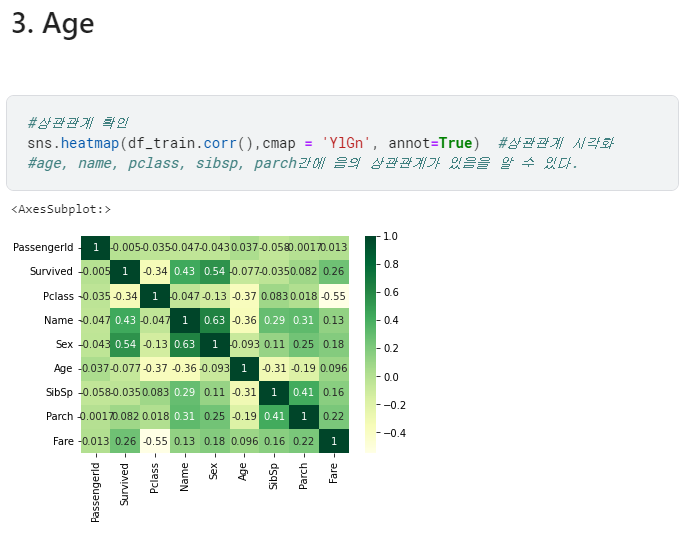 3. Age
#상관관계 확인
sns.heatmap(df_train.corr(),cmap = 'YlGn', annot=True)  #상관관계 시각화
#age, name, pclass, sibsp, parch간에 음의 상관관계가 있음을 알 수 있다.
<AxesSubplot:>
PassengerId 1 -0.005 -0.035 -0.047 -0.043 0.037 -0.058 -0.0017 0.013
Survived -0.005 1 -0.34 0.43 0.54 -0.077 -0.035 0.082 0.26
Pclass -0.035 -0.34 1 -0.047 -0.13 -0.37 0.083 0.018 -0.55
Name -0.047 0.43 -0.047 1 0.63 -0.36 0.29 0.31 0.13
Sex -0.043 0.54 -0.13 0.63 1 -0.093 0.11 0.25 0.18
Age 0.037 -0.077 -0.37 -0.36 -0.093 1 -0.31 -0.19 0.096
SibSp -0.058 -0.035 0.083 0.29 0.11 -0.31 1 0.41 0.16
Parch -0.0017 0.082 0.018 0.31 0.25 -0.19 0.41 1 0.22
Fare 0.013 0.26 -0.55 0.13 0.18 0.096 0.16 0.22 1
PassengerId Survived Pclass Name Sex Age SibSp Parch Fare
1.0
0.8
0.6
0.4
0.2
0.0
−0.2
−0.4